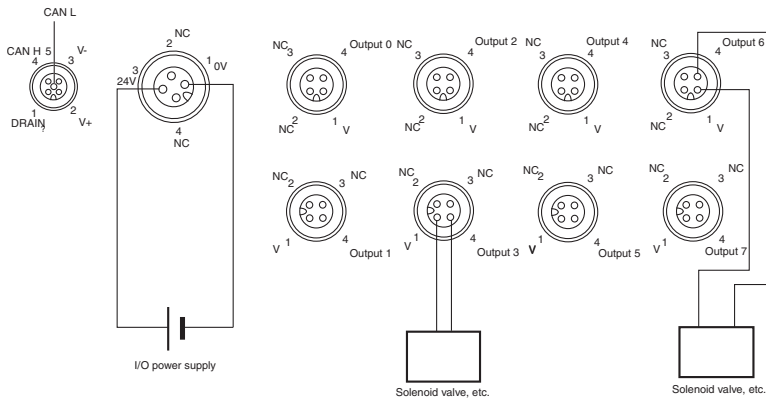 CAN L
CAN H 5 V-
4 3
1 2
DRAIN V+
?
NC
2
3 1 0V
24V
4
NC
I/O power supply
NC 3 4 Output 0
NC 2 1 V
NC 3 4 Output 2
NC 2 1 V
NC 3 4 Output 4
NC 2 1 V
NC 3 4 Output 6
NC 2 1 V
NC 2 3 NC
V 1 4 Output 1
NC 2 3 NC
V 1 4 Output 3
NC 2 3 NC
V 1 4 Output 5
NC 2 3 NC
V 1 4 Output 7
Solenoid valve, etc.
Solenoid valve, etc.